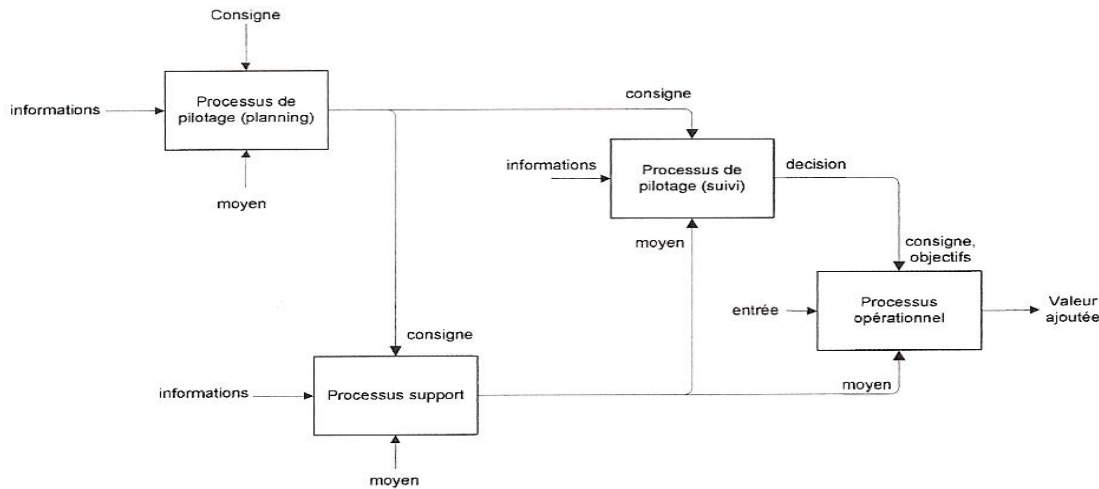 Consigne
informations
Processus de
pilotage (planning)
moyen
consigne
informations
Processus de
pilotage (suivi)
decision
moyen
consigne,
objectifs
entrée
Processus
opérationnel
Valeur
ajoutée
consigne
informations
Processus support
moyen
moyen